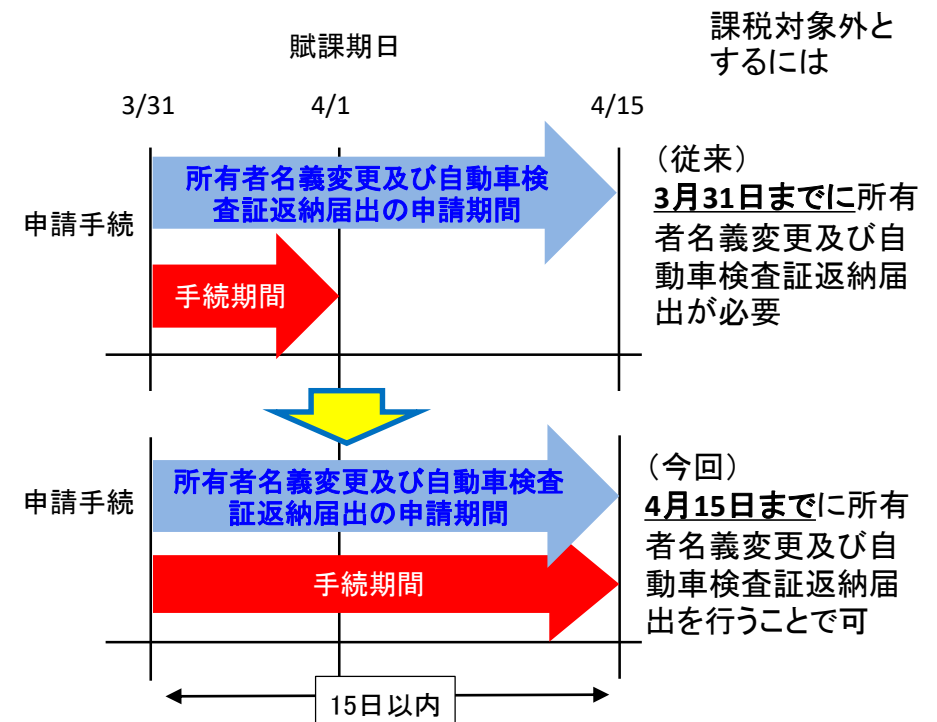 賦課期日
課税対象外と
するには
3/31
4/1
4/15
申請手続
所有者名義変更及び自動車検
査証返納届出の申請期間
手続期間
（従来）
3月31日までに所有
者名義変更及び自
動車検査証返納届
出が必要
申請手続
所有者名義変更及び自動車検査
証返納届出の申請期間
手続期間
（今回）
4月15日までに所有
者名義変更及び自
動車検査証返納届
出を行うことで可
15日以内